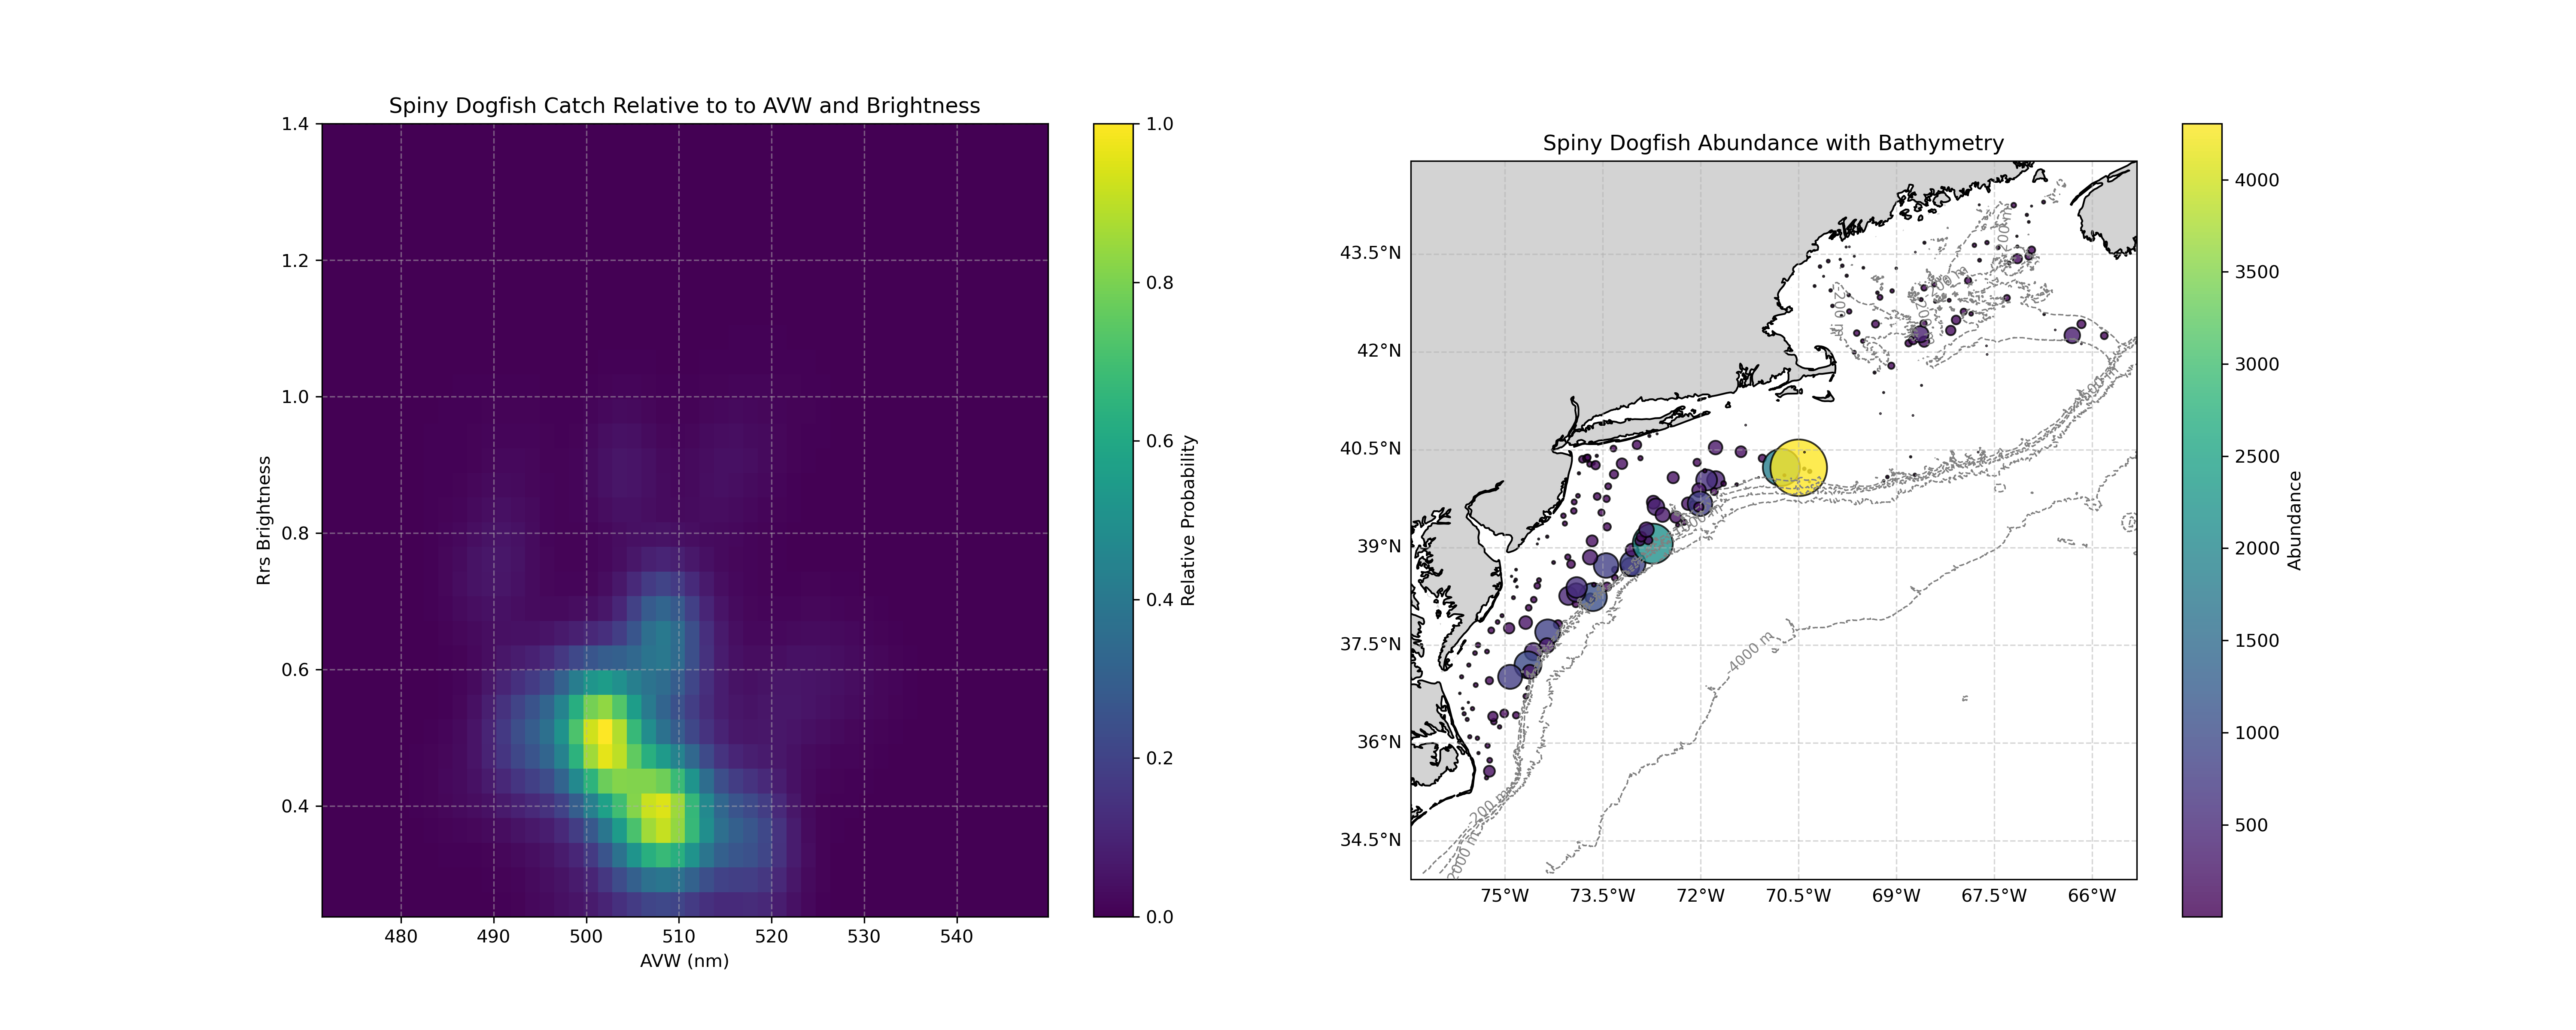 Spiny Dogfish Catch Relative to to AVW and Brightness
1.4
1.2
1.0
0.8
0.6
0.4
Rrs Brightness
480 490 500 510 520 530 540
AVW (nm)
1.0
0.8
0.6
0.4
0.2
0.0
Relative Probability
Spiny Dogfish Abundance with Bathymetry
43.5°N
42°N
40.5°N
39°N
37.5°N
36°N
34.5°N
75°W 73.5°W 72°W 70.5°W 69°W 67.5°W 66°W
-200 m
-4000 m
-200 m
4000
3500
3000
2500
2000
1500
1000
500
Abundance